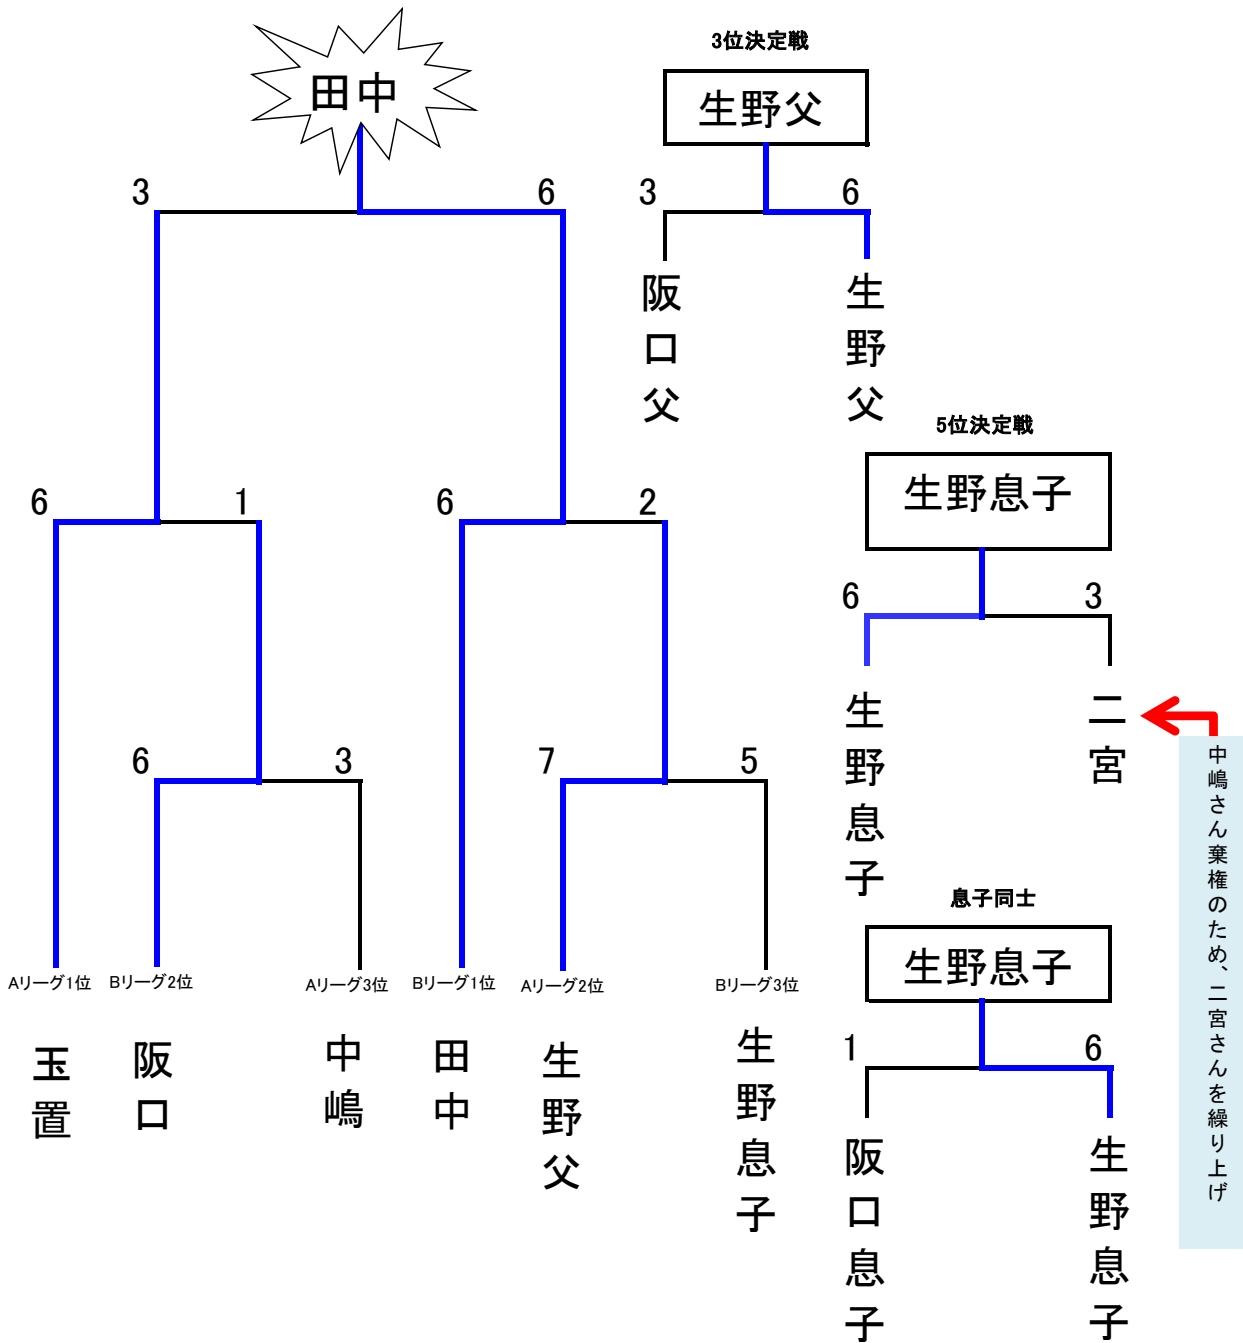 田中
3
6
6
1
6
2
6
3
7
5
Aリーグ1位
Bリーグ2位
Aリーグ3位
Bリーグ1位
Aリーグ2位
Bリーグ3位
玉置
阪口
中嶋
田中
生野父
生野息子
3位決定戦
生野父
3
6
阪口父
生野父
5位決定戦
生野息子
6
3
生野息子
二宮
中嶋さん棄権のため、二宮さんを繰り上げ
息子同士
生野息子
1
6
阪口息子
生野息子